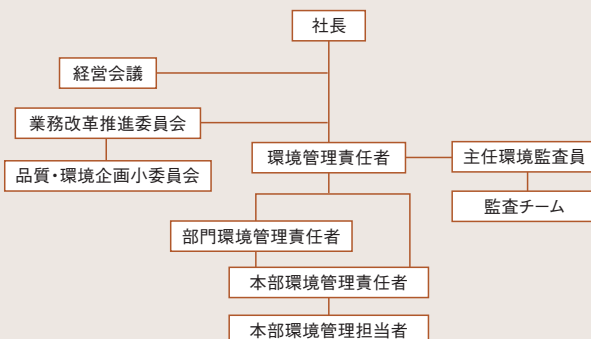 社長
経営会議
業務改革推進委員会
環境管理責任者
主任環境監査員
品質・環境企画小委員会
監査チーム
部門環境管理責任者
本部環境管理責任者
本部環境管理担当者